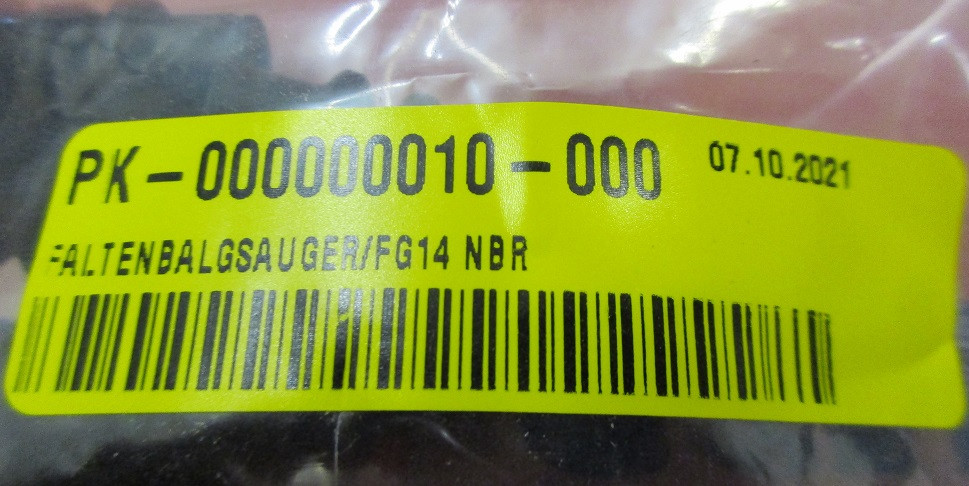 PK-000000010-000 07.10.2021
FALTENBALGSAUGER/FG14 NBR